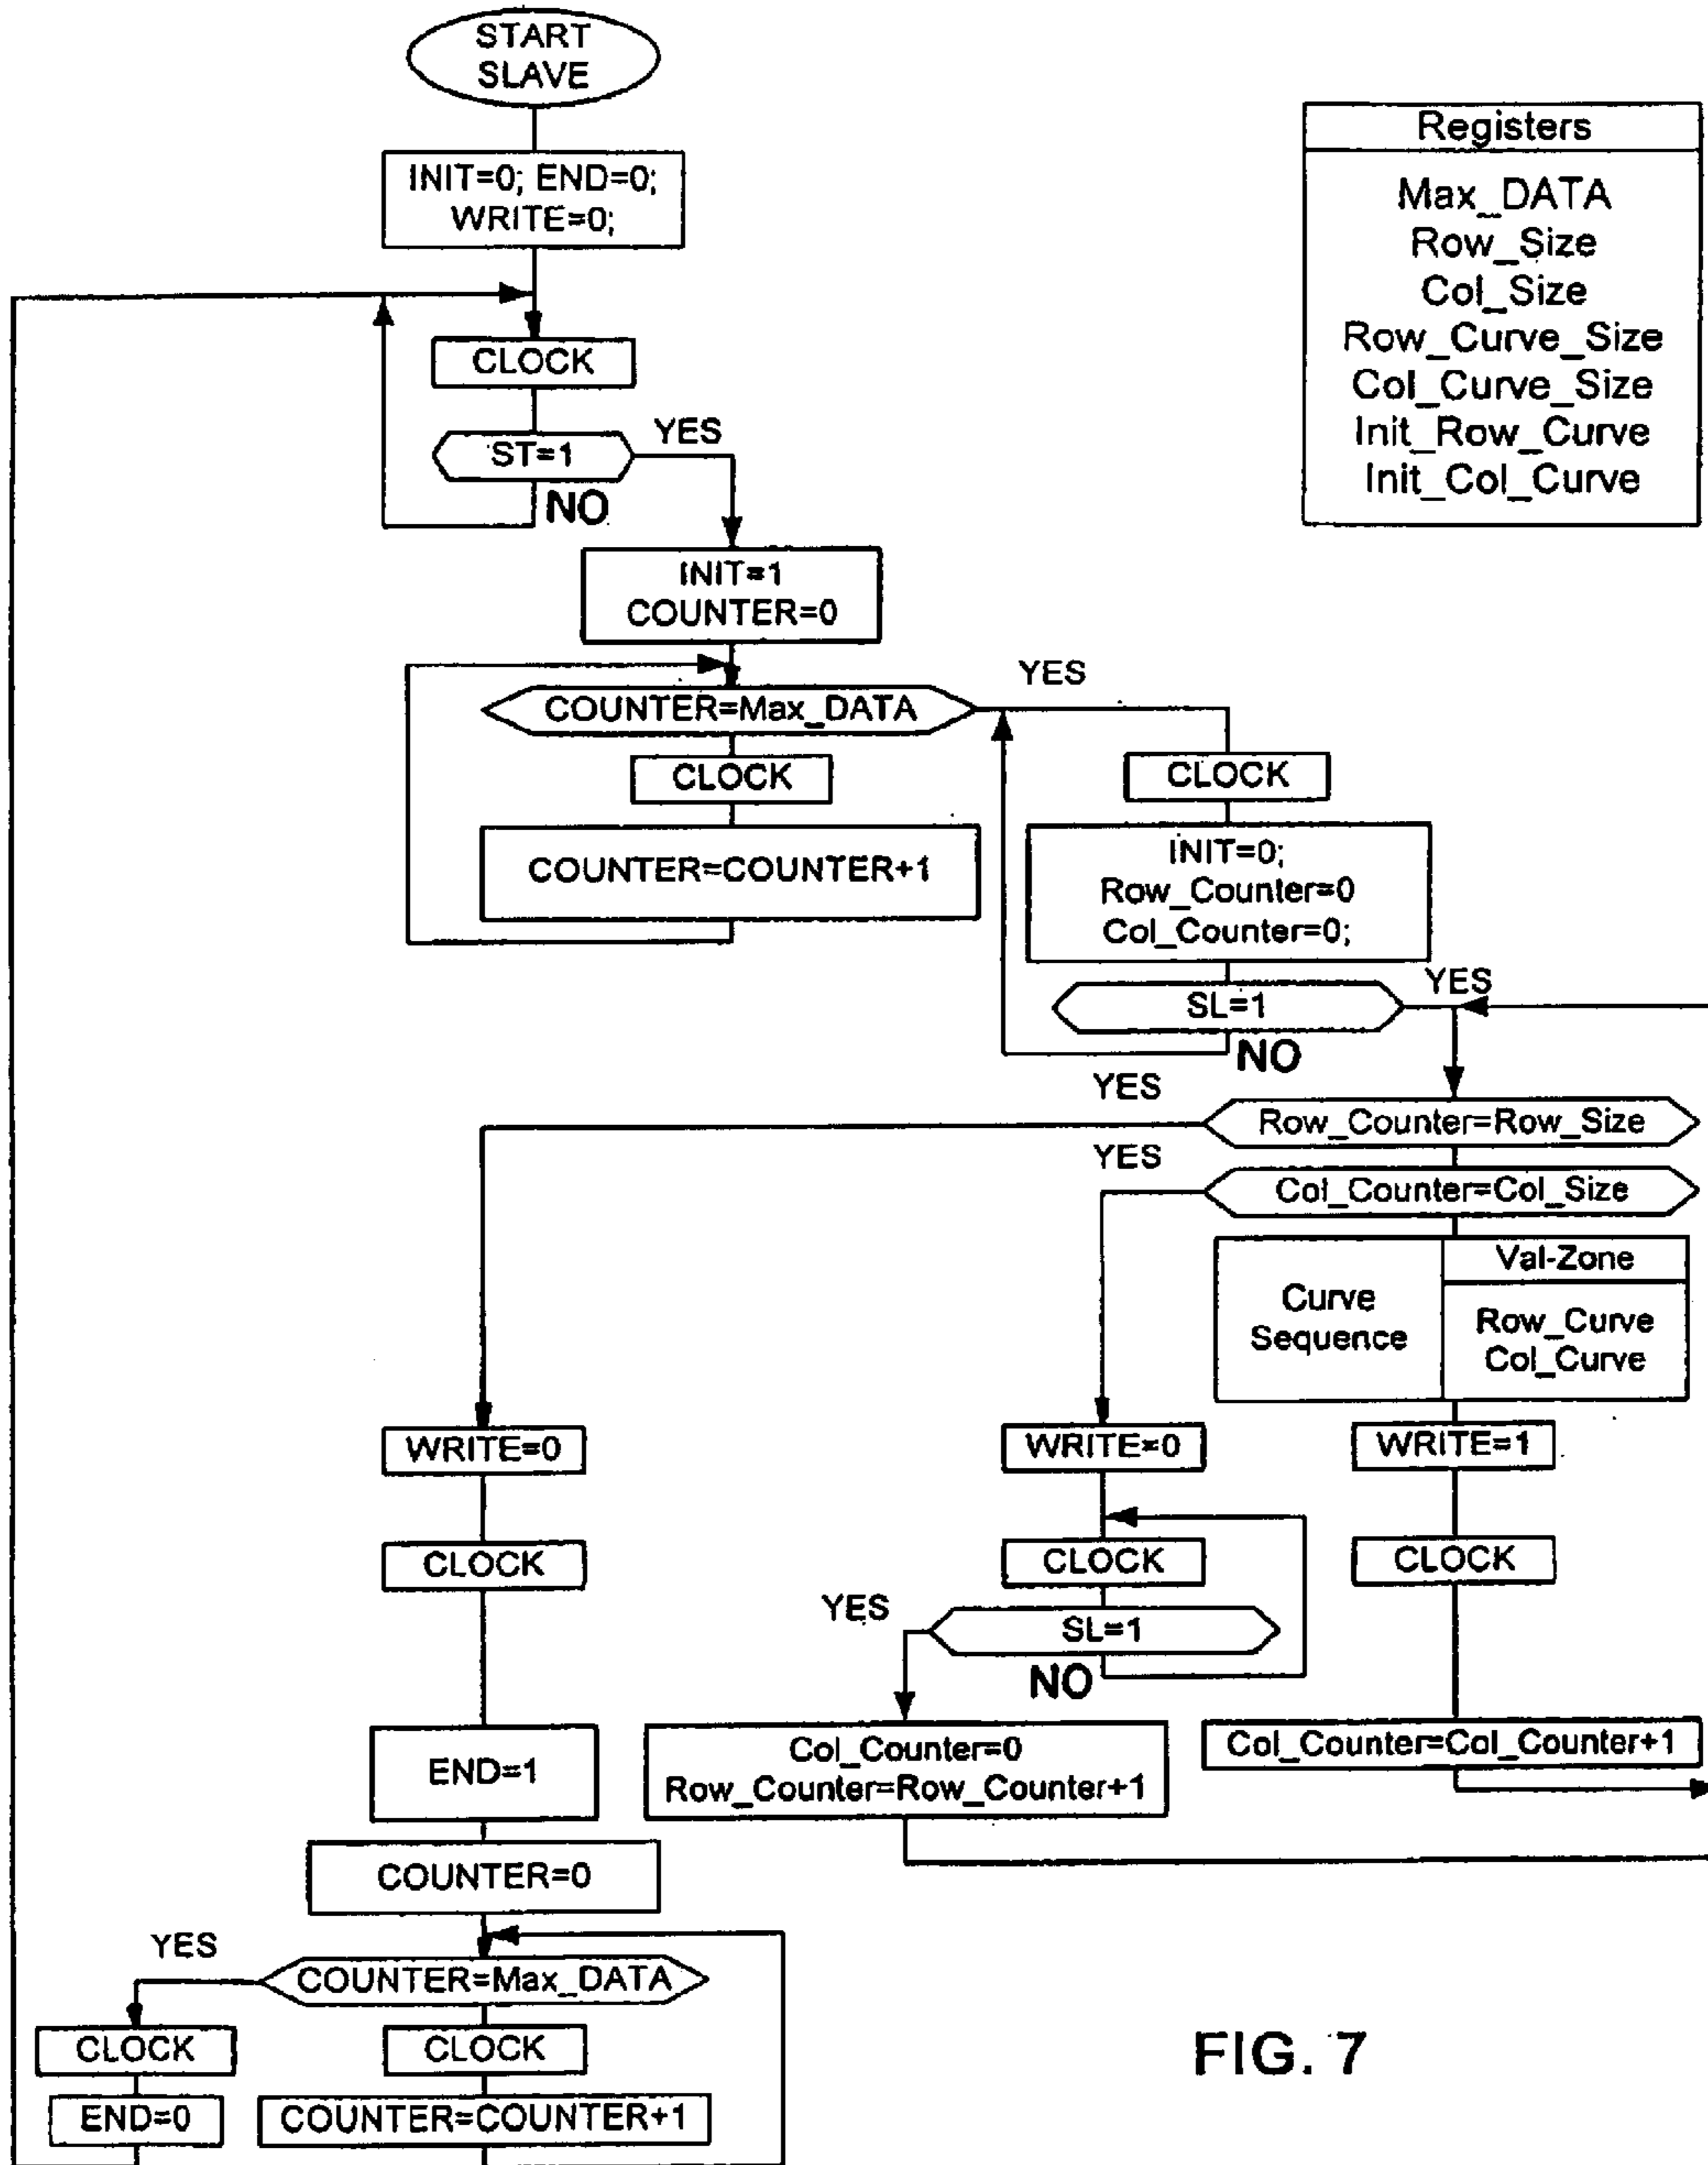 START
SLAVE
INIT=0; END=0;
WRITE=0;
CLOCK
ST=1
YES
NO
INIT=1
COUNTER=0
COUNTER=Max_DATA
YES
CLOCK
COUNTER=COUNTER+1
CLOCK
INIT=0;
Row_Counter=0
Col_Counter=0;
SL=1
YES
NO
Registers
Max_DATA
Row_Size
Col_Size
Row_Curve_Size
Col_Curve_Size
Init_Row_Curve
Init_Col_Curve
YES
Row_Counter=Row_Size
YES
Col_Counter=Col_Size
Curve
Sequence
Val-Zone
Row_Curve
Col_Curve
WRITE=0
WRITE=0
WRITE=1
CLOCK
CLOCK
CLOCK
YES
SL=1
NO
END=1
Col_Counter=0
Row_Counter=Row_Counter+1
Col_Counter=Col_Counter+1
COUNTER=0
YES
COUNTER=Max_DATA
CLOCK
CLOCK
END=0
COUNTER=COUNTER+1
FIG. 7